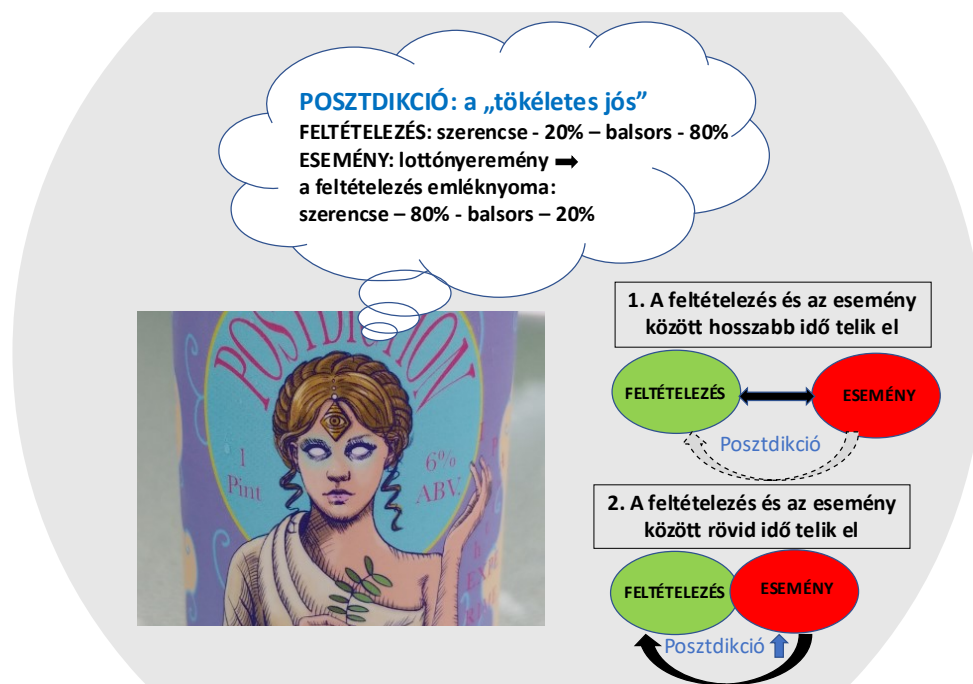 POSZTDIKCIÓ: a „tökéletes jós”
FELTÉTELEZÉS: szerencse - 20% – balsors - 80%
ESEMÉNY: lottónyeremény ➡
a feltételezés emléknyoma:
szerencse – 80% - balsors – 20%
POSTDICTION
1
Pint
6%
ABV.
1. A feltételezés és az esemény
között hosszabb idő telik el
FELTÉTELEZÉS
ESEMÉNY
Posztdikció
2. A feltételezés és az esemény
között rövid idő telik el
FELTÉTELEZÉS
ESEMÉNY
Posztdikció